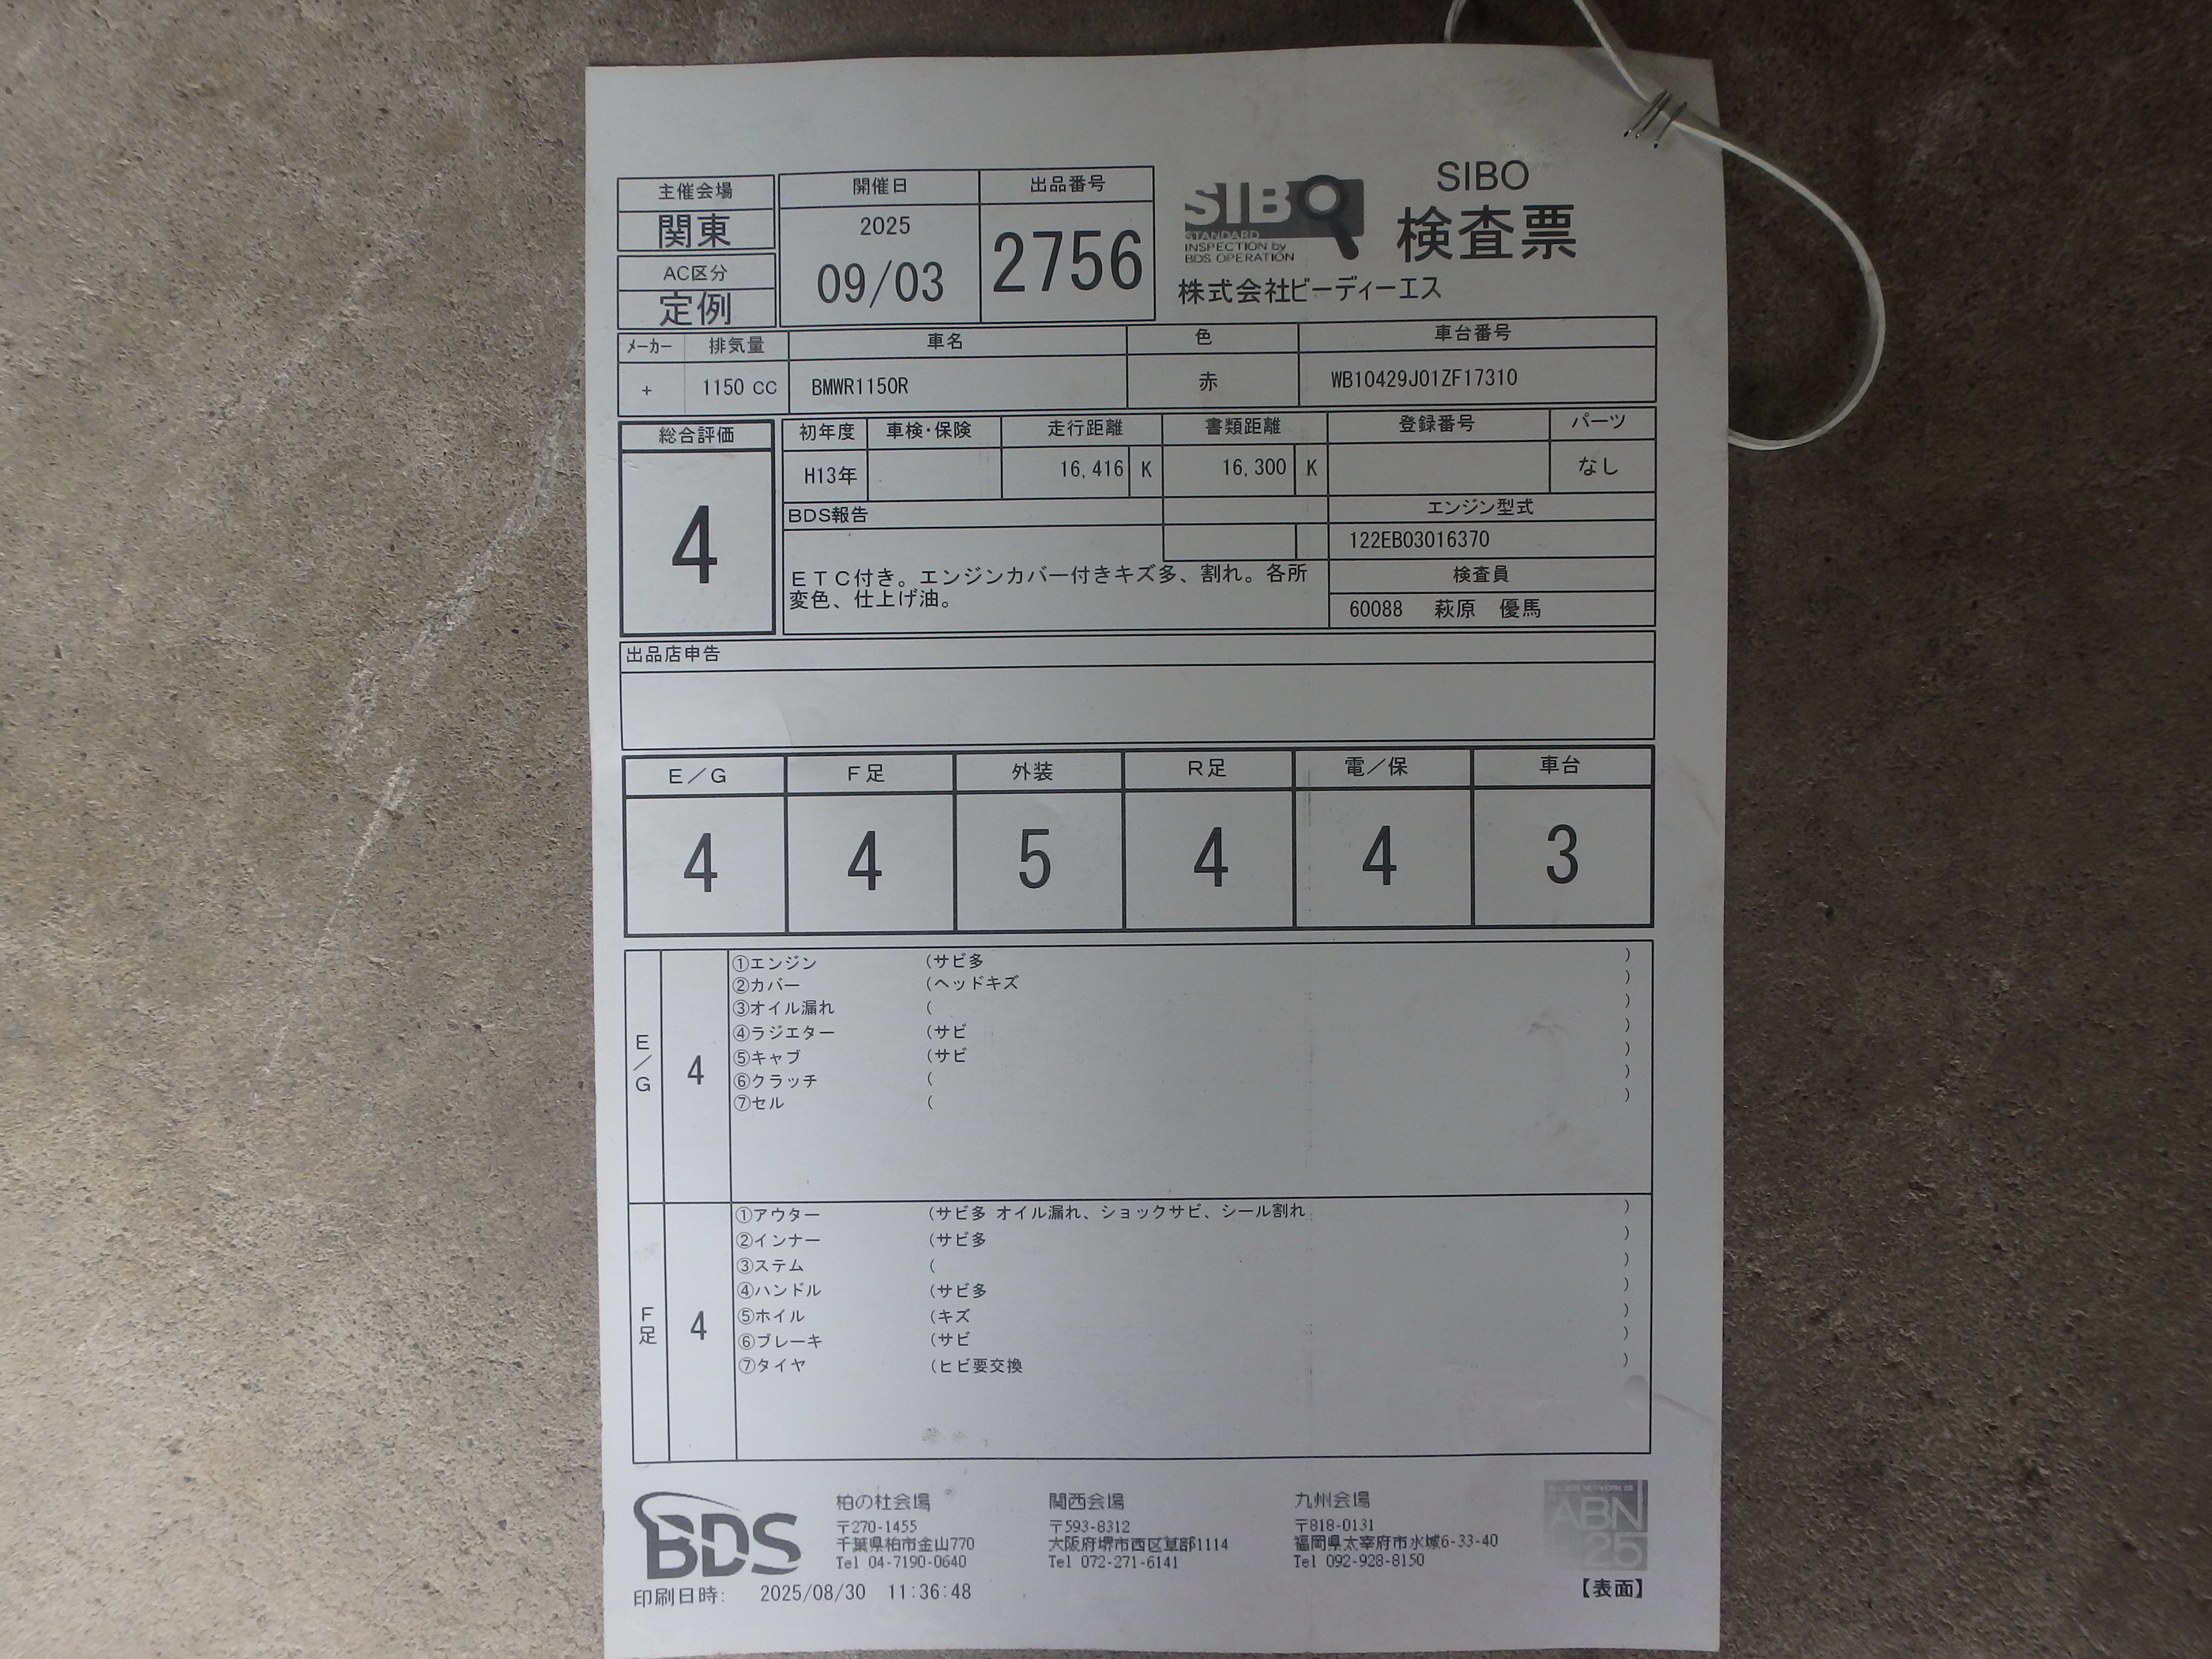 主催会場
関東
AC区分
定例
開催日
2025
09/03
出品番号
2756
SIBO
STANDARD
INSPECTION by
BDS OPERATION
SIBO
検査票
株式会社ビーディーエス
メーカー 排気量 車名 色 車台番号
+ 1150 CC BMWR1150R 赤 WB10429J01ZF17310
総合評価
4
初年度 車検・保険 走行距離 書類距離 登録番号 パーツ
H13年 16,416 K 16,300 K なし
BDS報告
ETC付き。エンジンカバー付きキズ多、割れ。各所
変色、仕上げ油。
エンジン型式
122EB03016370
検査員
60088 萩原 優馬
出品店申告
E/G F足 外装 R足 電/保 車台
4 4 5 4 4 3
E/G
4
①エンジン (サビ多 )
②カバー (ヘッドキズ )
③オイル漏れ ( )
④ラジエター (サビ )
⑤キャブ (サビ )
⑥クラッチ ( )
⑦セル ( )
F足
4
①アウター (サビ多 オイル漏れ、ショックサビ、シール割れ )
②インナー (サビ多 )
③ステム ( )
④ハンドル (サビ多 )
⑤ホイル (キズ )
⑥ブレーキ (サビ )
⑦タイヤ (ヒビ要交換 )
BDS
柏の杜会場
〒270-1455
千葉県柏市金山770
Tel 04-7190-0640
関西会場
〒593-8312
大阪府堺市西区草部1114
Tel 072-271-6141
九州会場
〒818-0131
福岡県太宰府市水城6-33-40
Tel 092-928-8150
ABN
25
【表面】
印刷日時: 2025/08/30 11:36:48